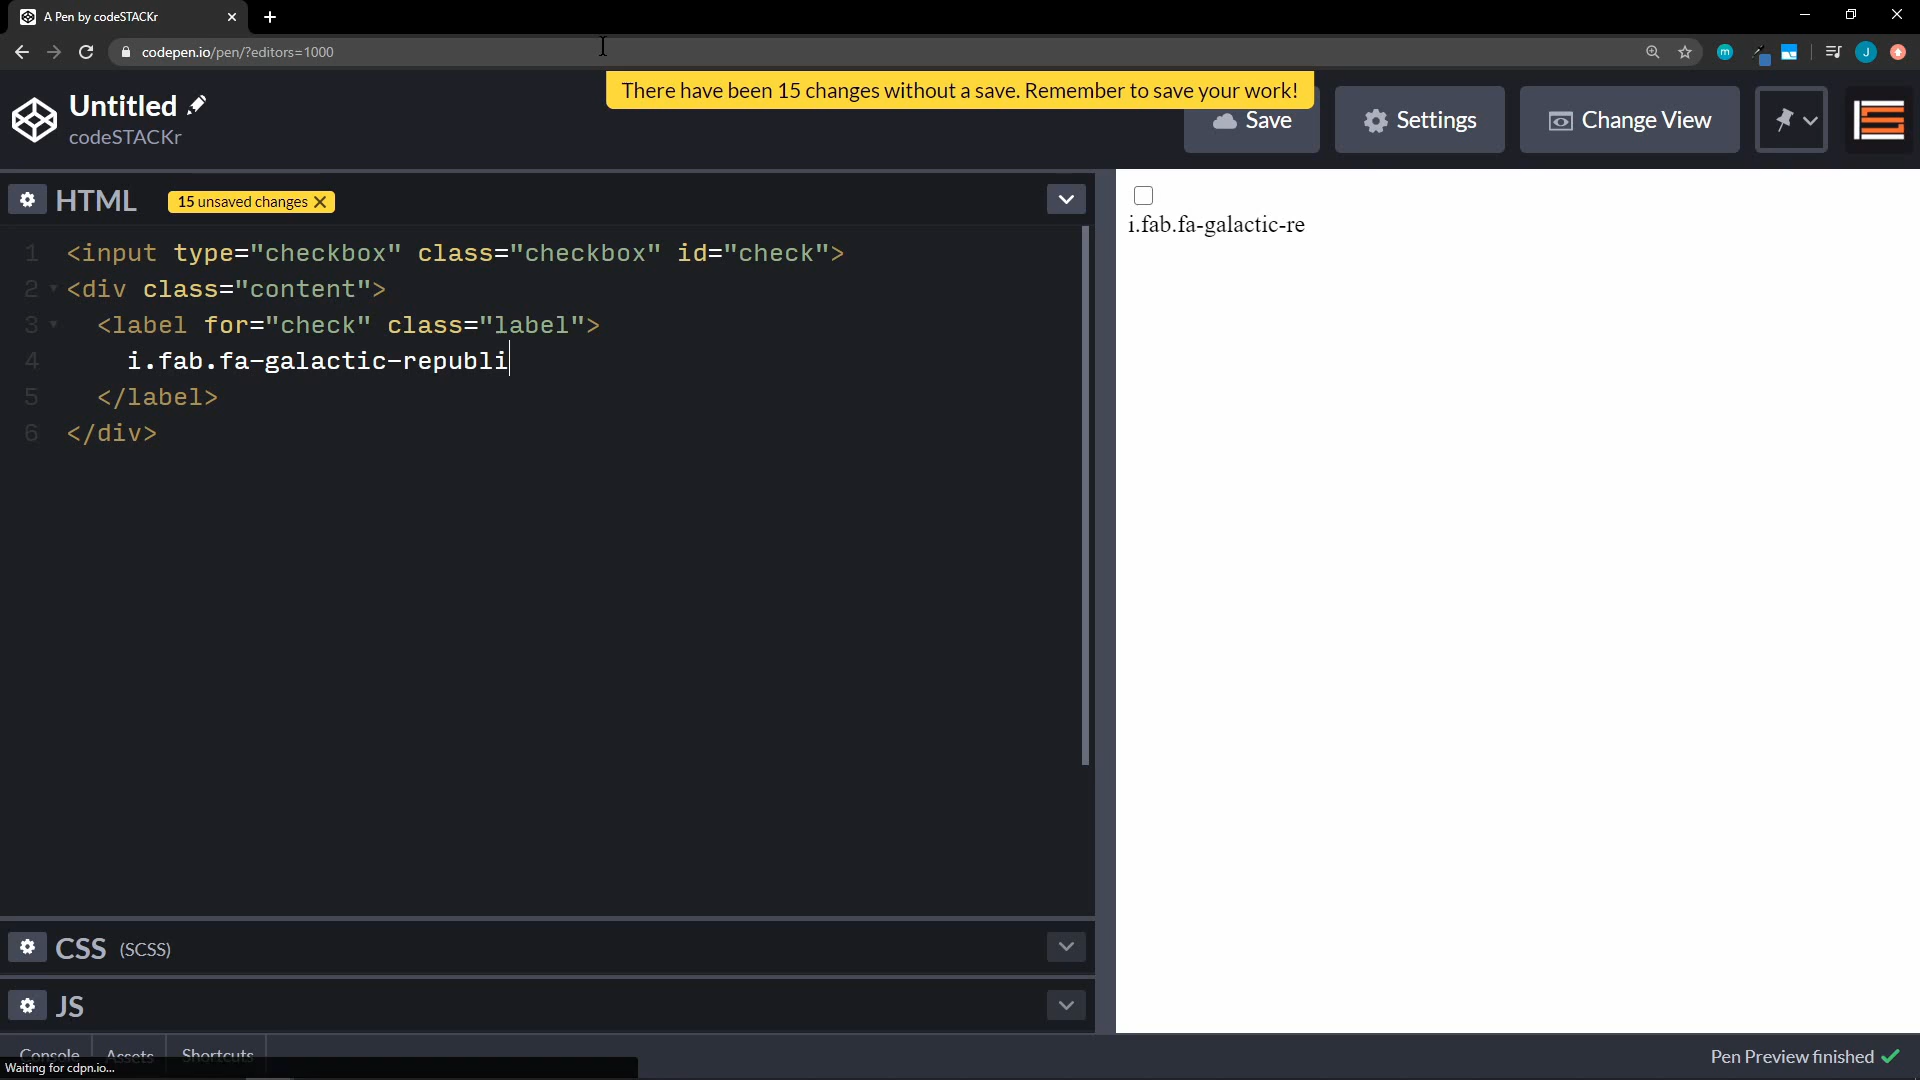 A Pen by codeSTACKr
codepen.io/pen/?editors=1000
m
J
There have been 15 changes without a save. Remember to save your work!
Untitled
codeSTACKr
Save
Settings
Change View
HTML
15 unsaved changes
1 <input type="checkbox" class="checkbox" id="check">
2 <div class="content">
3 <label for="check" class="label">
4 i.fab.fa-galactic-republi
5 </label>
6 </div>
i.fab.fa-galactic-re
CSS (SCSS)
JS
Console
Assets
Shortcuts
Waiting for cdpn.io...
Pen Preview finished